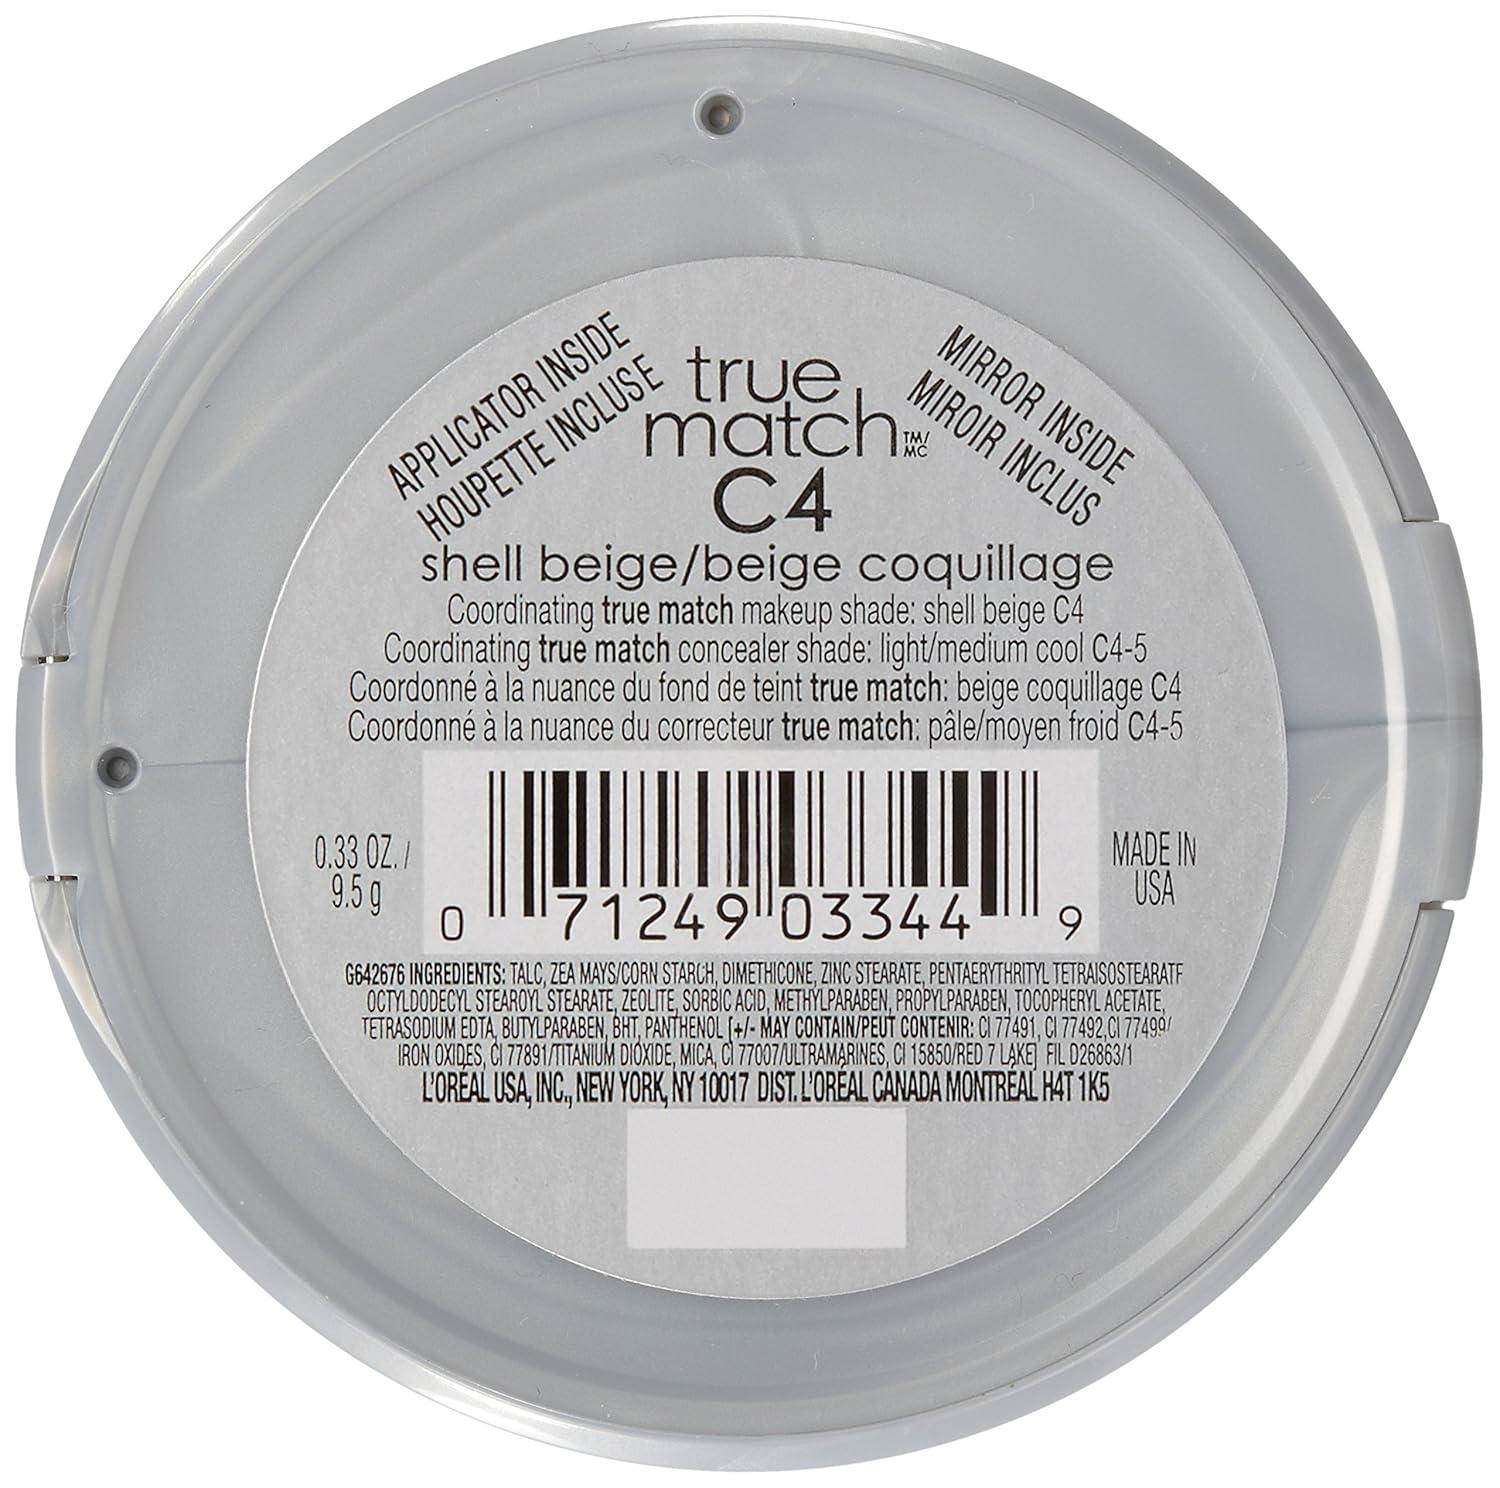 APPLICATOR INSIDE
HOUPETTE INCLUSE
MIRROR INSIDE
MIROIR INCLUS
true
match TM/
MC
C4
shell beige/beige coquillage
Coordinating true match makeup shade: shell beige C4
Coordinating true match concealer shade: light/medium cool C4-5
Coordonné à la nuance du fond de teint true match: beige coquillage C4
Coordonné à la nuance du correcteur true match: pâle/moyen froid C4-5
0.33 OZ. /
9.5 g
MADE IN
USA
0 71249 03344 9
G642676 INGREDIENTS: TALC, ZEA MAYS/CORN STARCH, DIMETHICONE, ZINC STEARATE, PENTAERYTHRITYL TETRAISOSTEARATE
OCTYLDODECYL STEAROYL STEARATE, ZEOLITE, SORBIC ACID, METHYLPARABEN, PROPYLPARABEN, TOCOPHERYL ACETATE,
TETRASODIUM EDTA, BUTYLPARABEN, BHT, PANTHENOL [+/- MAY CONTAIN/PEUT CONTENIR: CI 77491, CI 77492,CI 77499/
IRON OXIDES, CI 77891/TITANIUM DIOXIDE, MICA, CI 77007/ULTRAMARINES, CI 15850/RED 7 LAKE] FIL D26863/1
L'ORÉAL USA, INC., NEW YORK, NY 10017 DIST. L'ORÉAL CANADA MONTRÉAL H4T 1K5